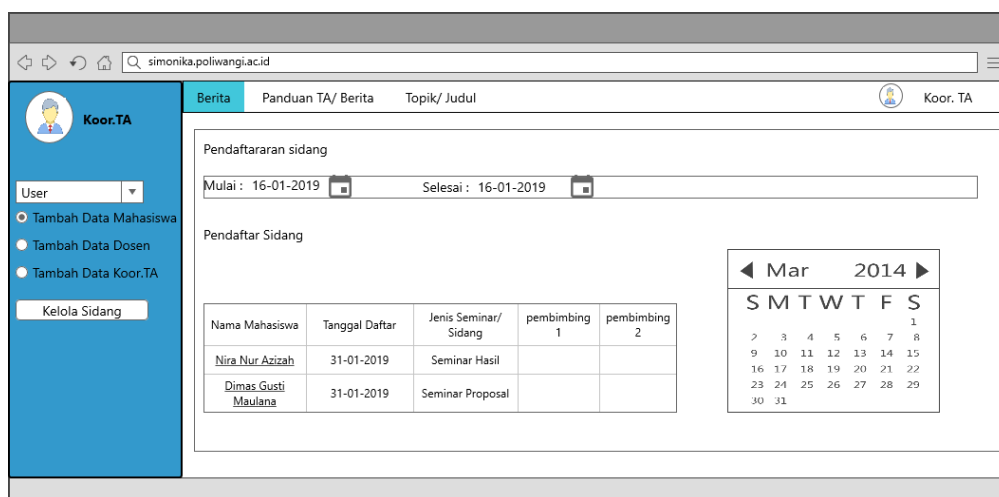 simonika.poliwangi.ac.id
Koor.TA
User
Tambah Data Mahasiswa
Tambah Data Dosen
Tambah Data Koor.TA
Kelola Sidang
Berita Panduan TA/ Berita Topik/ Judul Koor. TA
Pendaftararan sidang
Mulai : 16-01-2019 Selesai : 16-01-2019
Pendaftar Sidang
Nama Mahasiswa Tanggal Daftar Jenis Seminar/ Sidang pembimbing 1 pembimbing 2
Nira Nur Azizah 31-01-2019 Seminar Hasil
Dimas Gusti Maulana 31-01-2019 Seminar Proposal
Mar 2014
S M T W T F S
1
2 3 4 5 6 7 8
9 10 11 12 13 14 15
16 17 18 19 20 21 22
23 24 25 26 27 28 29
30 31